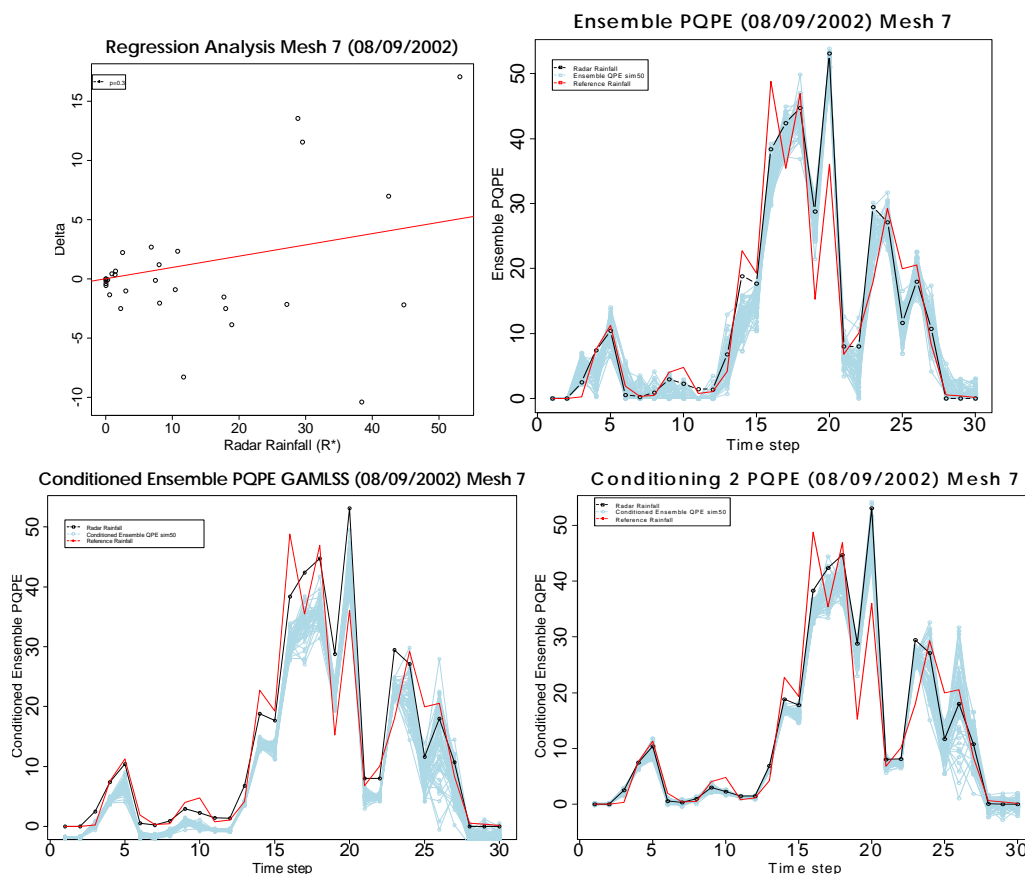 Regression Analysis Mesh 7 (08/09/2002)
p=0.3
15
10
5
0
-5
-10
Delta
0
10
20
30
40
50
Radar Rainfall (R*)
Ensemble PQPE (08/09/2002) Mesh 7
Radar Rainfall
Ensemble QPE sim50
Reference Rainfall
50
40
30
20
10
0
Ensemble PQPE
0
5
10
15
20
25
30
Time step
Conditioned Ensemble PQPE GAMLSS (08/09/2002) Mesh 7
Radar Rainfall
Conditioned Ensemble QPE sim50
Reference Rainfall
50
40
30
20
10
0
Conditioned Ensemble PQPE
0
5
10
15
20
25
30
Time step
Conditioning 2 PQPE (08/09/2002) Mesh 7
Radar Rainfall
Conditioned Ensemble QPE sim50
Reference Rainfall
50
40
30
20
10
0
Conditioned Ensemble PQPE
0
5
10
15
20
25
30
Time step